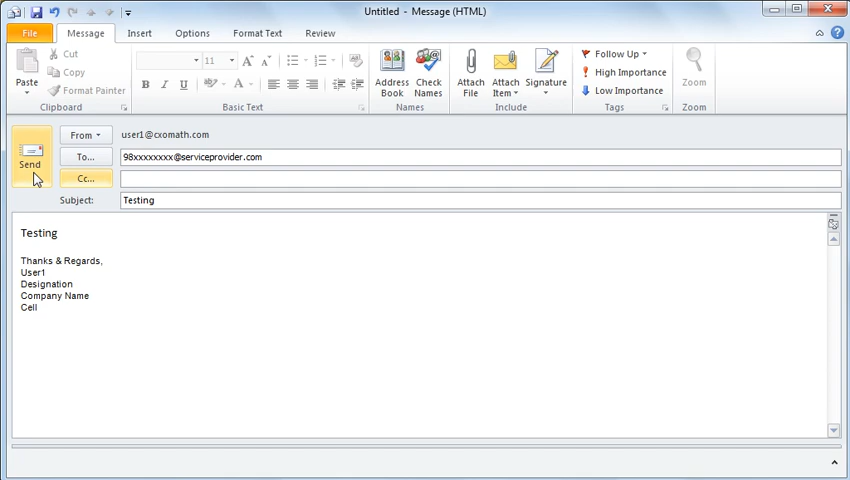 Untitled - Message (HTML)
File Message Insert Options Format Text Review
Paste
Cut
Copy
Format Painter
Clipboard
11
B I U
Basic Text
Address Book
Check Names
Names
Attach File
Attach Item
Signature
Include
Follow Up
High Importance
Low Importance
Tags
Zoom
Zoom
Send
From user1@cxomath.com
To... 98xxxxxxxx@serviceprovider.com
Cc...
Subject: Testing
Testing
Thanks & Regards,
User1
Designation
Company Name
Cell